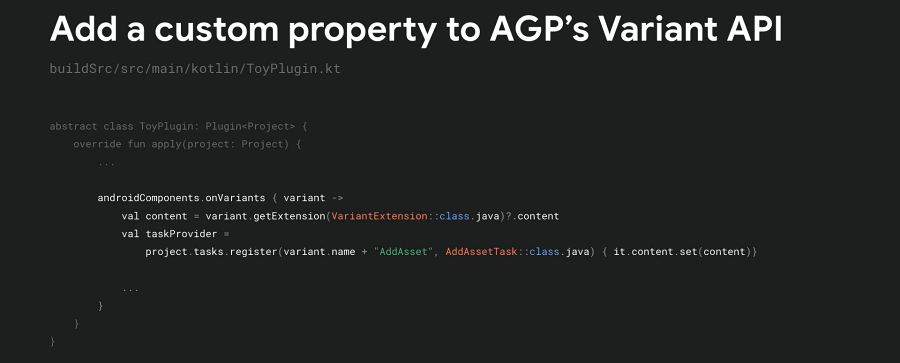 Add a custom property to AGP’s Variant API
buildSrc/src/main/kotlin/ToyPlugin.kt
abstract class ToyPlugin: Plugin<Project> {
    override fun apply(project: Project) {
        ...
        androidComponents.onVariants { variant ->
            val content = variant.getExtension(VariantExtension::class.java)?.content
            val taskProvider =
                project.tasks.register(variant.name + "AddAsset", AddAssetTask::class.java) { it.content.set(content)}
            ...
        }
    }
}